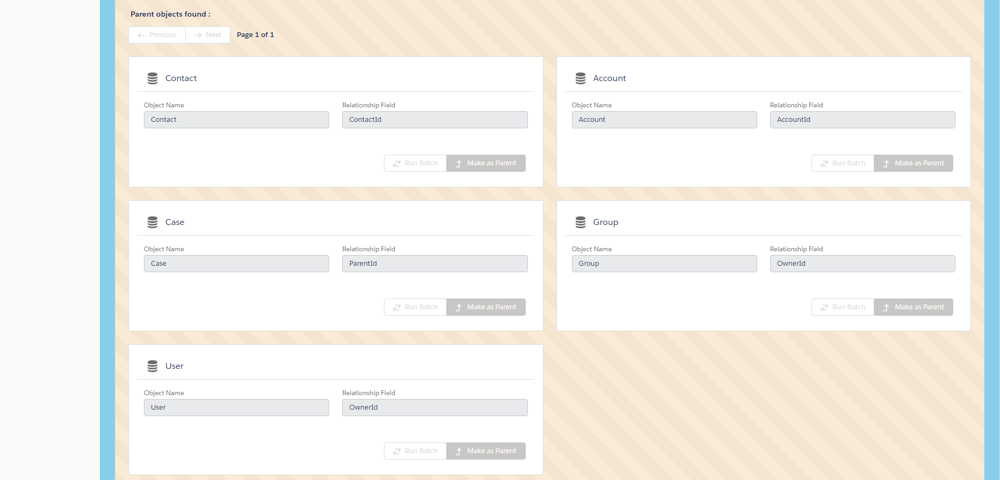 Parent objects found :
Previous Next Page 1 of 1
Contact
Object Name Relationship Field
Contact ContactId
Run Batch Make as Parent
Account
Object Name Relationship Field
Account AccountId
Run Batch Make as Parent
Case
Object Name Relationship Field
Case ParentId
Run Batch Make as Parent
Group
Object Name Relationship Field
Group OwnerId
Run Batch Make as Parent
User
Object Name Relationship Field
User OwnerId
Run Batch Make as Parent